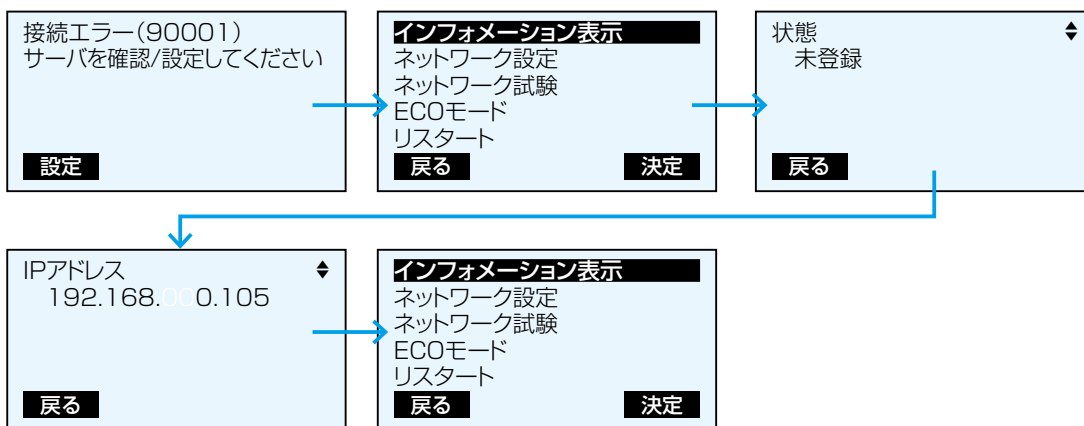 接続エラー(90001)
サーバを確認/設定してください
設定
インフォメーション表示
ネットワーク設定
ネットワーク試験
ECOモード
リスタート
戻る 決定
状態
未登録
戻る
IPアドレス
192.168.000.105
戻る
インフォメーション表示
ネットワーク設定
ネットワーク試験
ECOモード
リスタート
戻る 決定